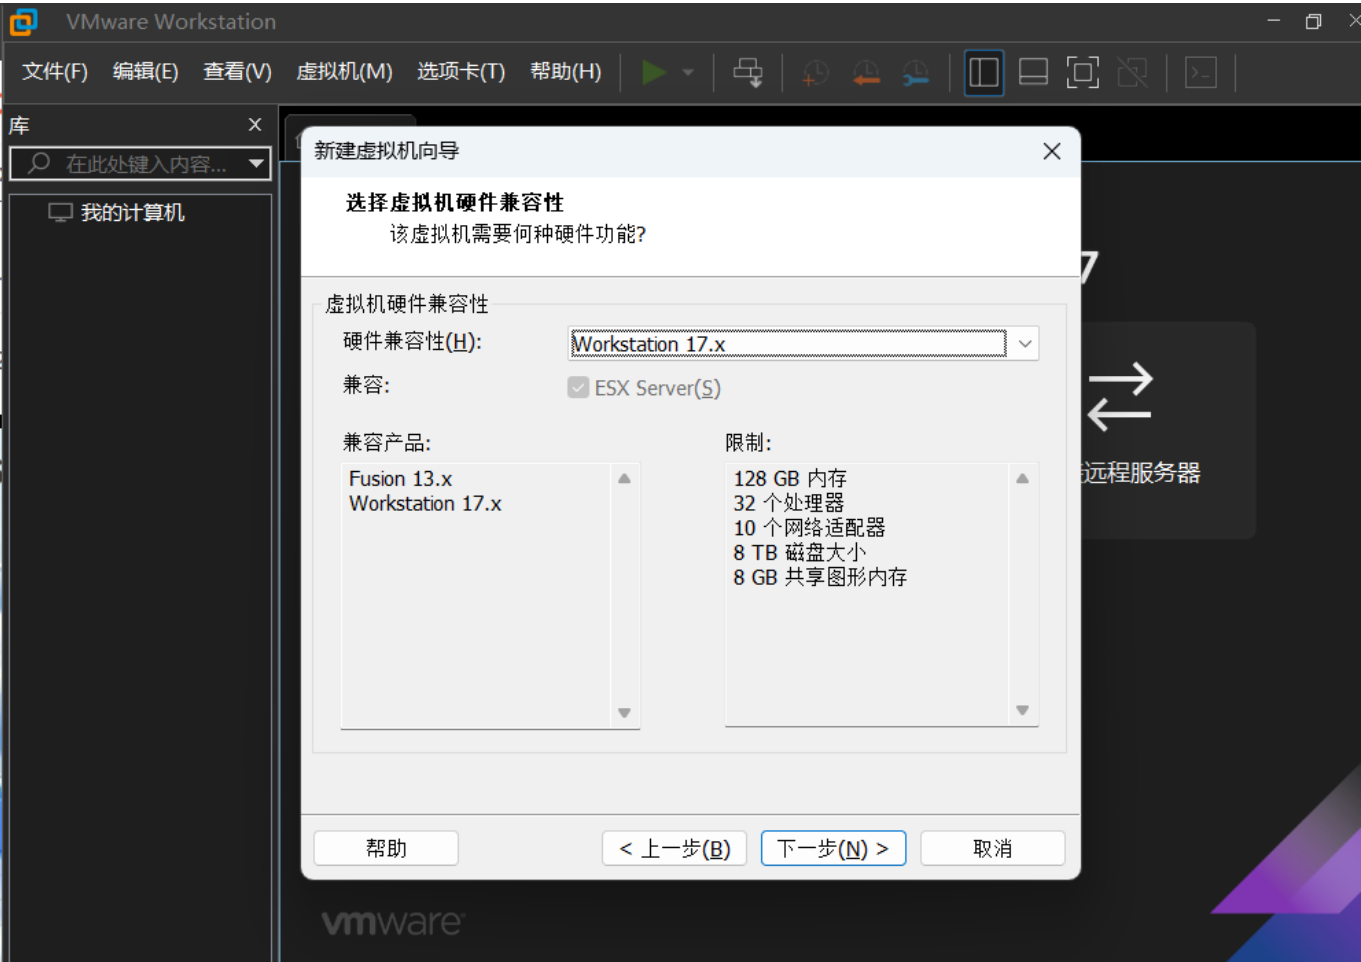 VMware Workstation
文件(F) 编辑(E) 查看(V) 虚拟机(M) 选项卡(T) 帮助(H)
库
在此处键入内容...
我的计算机
新建虚拟机向导
选择虚拟机硬件兼容性
该虚拟机需要何种硬件功能?
7
虚拟机硬件兼容性
硬件兼容性(H): Workstation 17.x
兼容: ESX Server(S)
兼容产品:
Fusion 13.x
Workstation 17.x
限制:
128 GB 内存
32 个处理器
10 个网络适配器
8 TB 磁盘大小
8 GB 共享图形内存
远程服务器
帮助 < 上一步(B) 下一步(N) > 取消
vmware